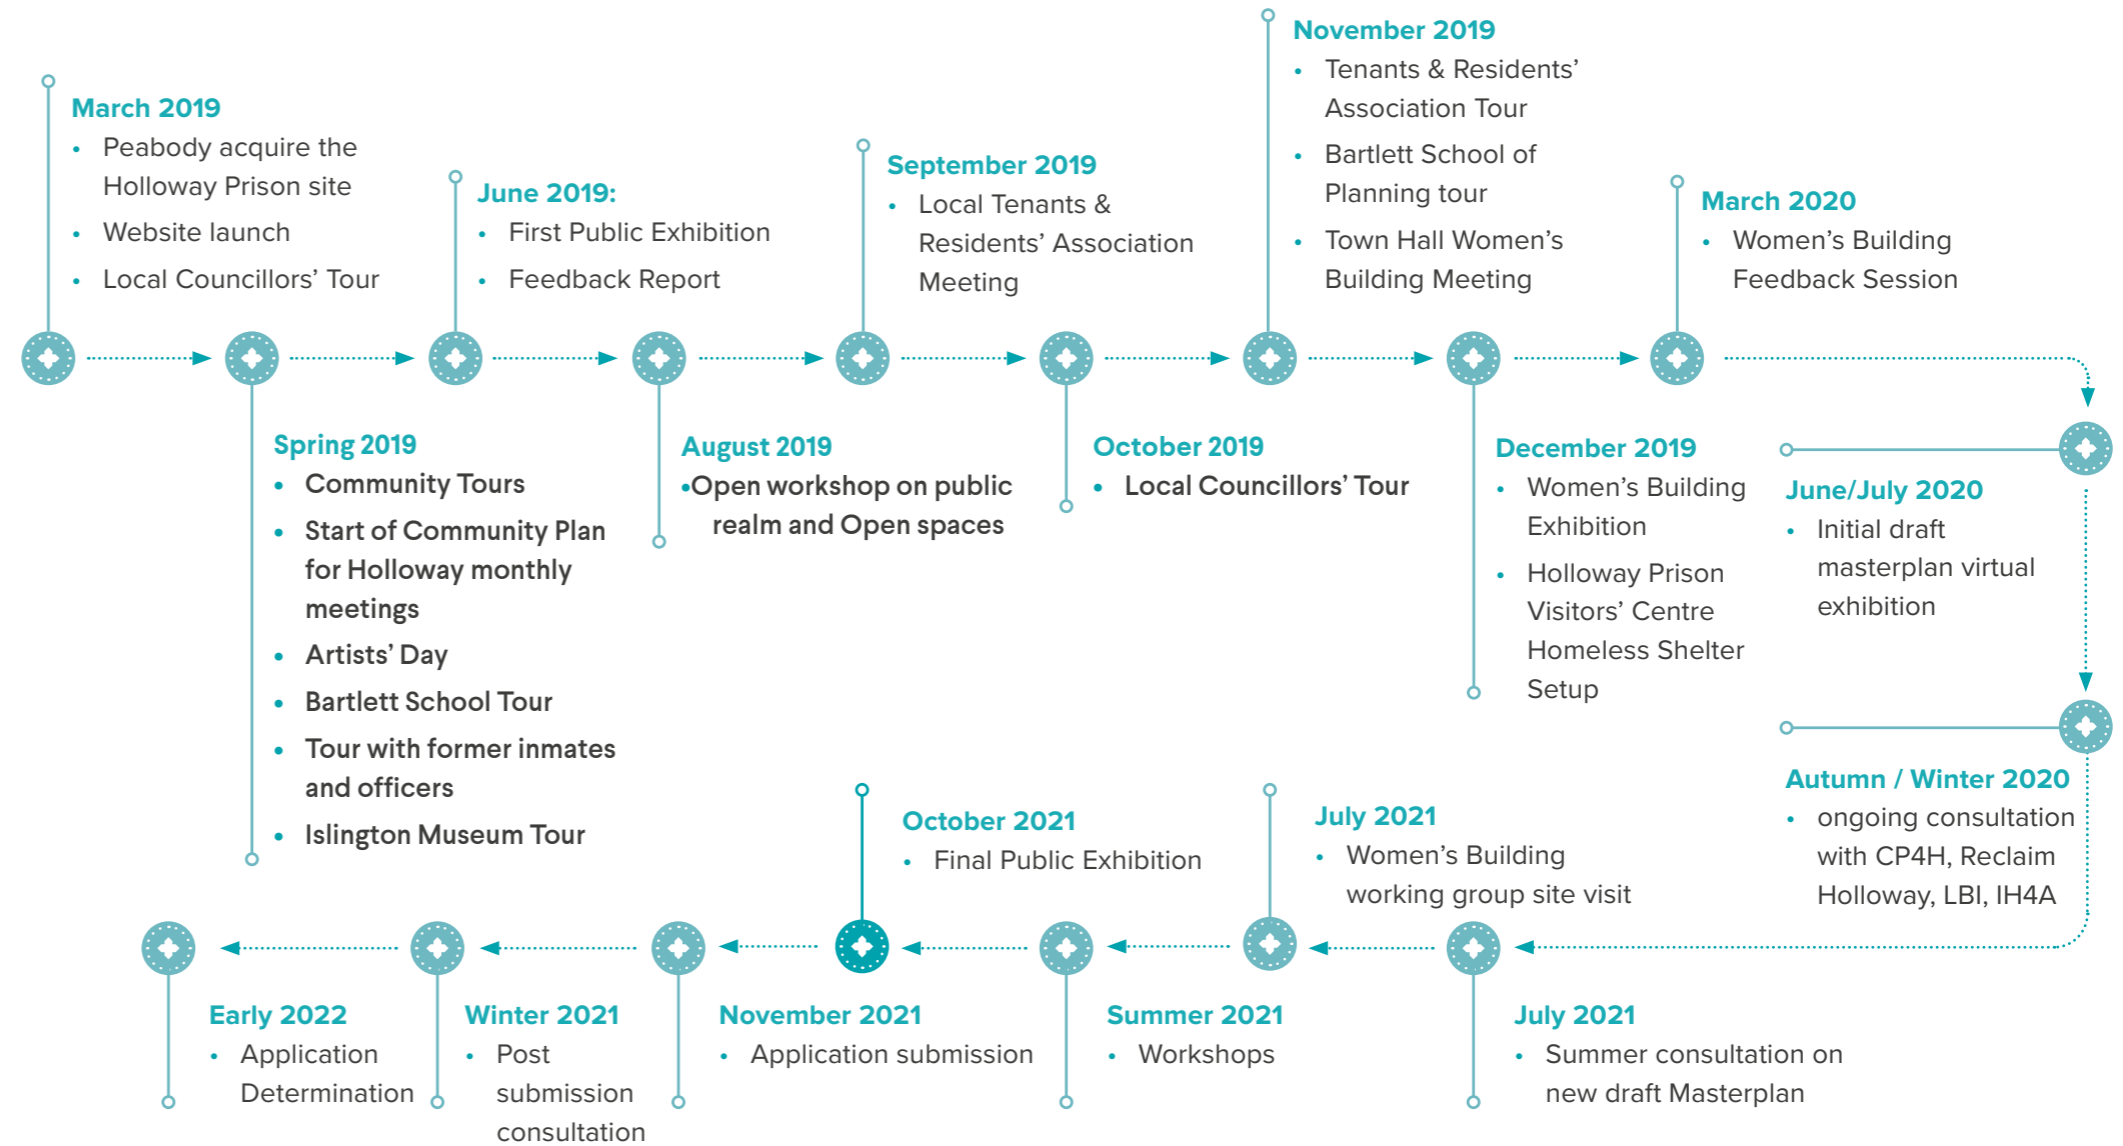 March 2019
• Peabody acquire the
Holloway Prison site
• Website launch
• Local Councillors’ Tour
Spring 2019
• Community Tours
• Start of Community Plan
for Holloway monthly
meetings
• Artists’ Day
• Bartlett School Tour
• Tour with former inmates
and officers
• Islington Museum Tour
June 2019:
• First Public Exhibition
• Feedback Report
August 2019
•Open workshop on public
realm and Open spaces
September 2019
• Local Tenants &
Residents’ Association
Meeting
October 2019
• Local Councillors’ Tour
November 2019
• Tenants & Residents’
Association Tour
• Bartlett School of
Planning tour
• Town Hall Women’s
Building Meeting
December 2019
• Women’s Building
Exhibition
• Holloway Prison
Visitors’ Centre
Homeless Shelter
Setup
March 2020
• Women’s Building
Feedback Session
June/July 2020
• Initial draft
masterplan virtual
exhibition
Autumn / Winter 2020
• ongoing consultation
with CP4H, Reclaim
Holloway, LBI, IH4A
July 2021
• Summer consultation on
new draft Masterplan
July 2021
• Women’s Building
working group site visit
Summer 2021
• Workshops
October 2021
• Final Public Exhibition
November 2021
• Application submission
Winter 2021
• Post
submission
consultation
Early 2022
• Application
Determination